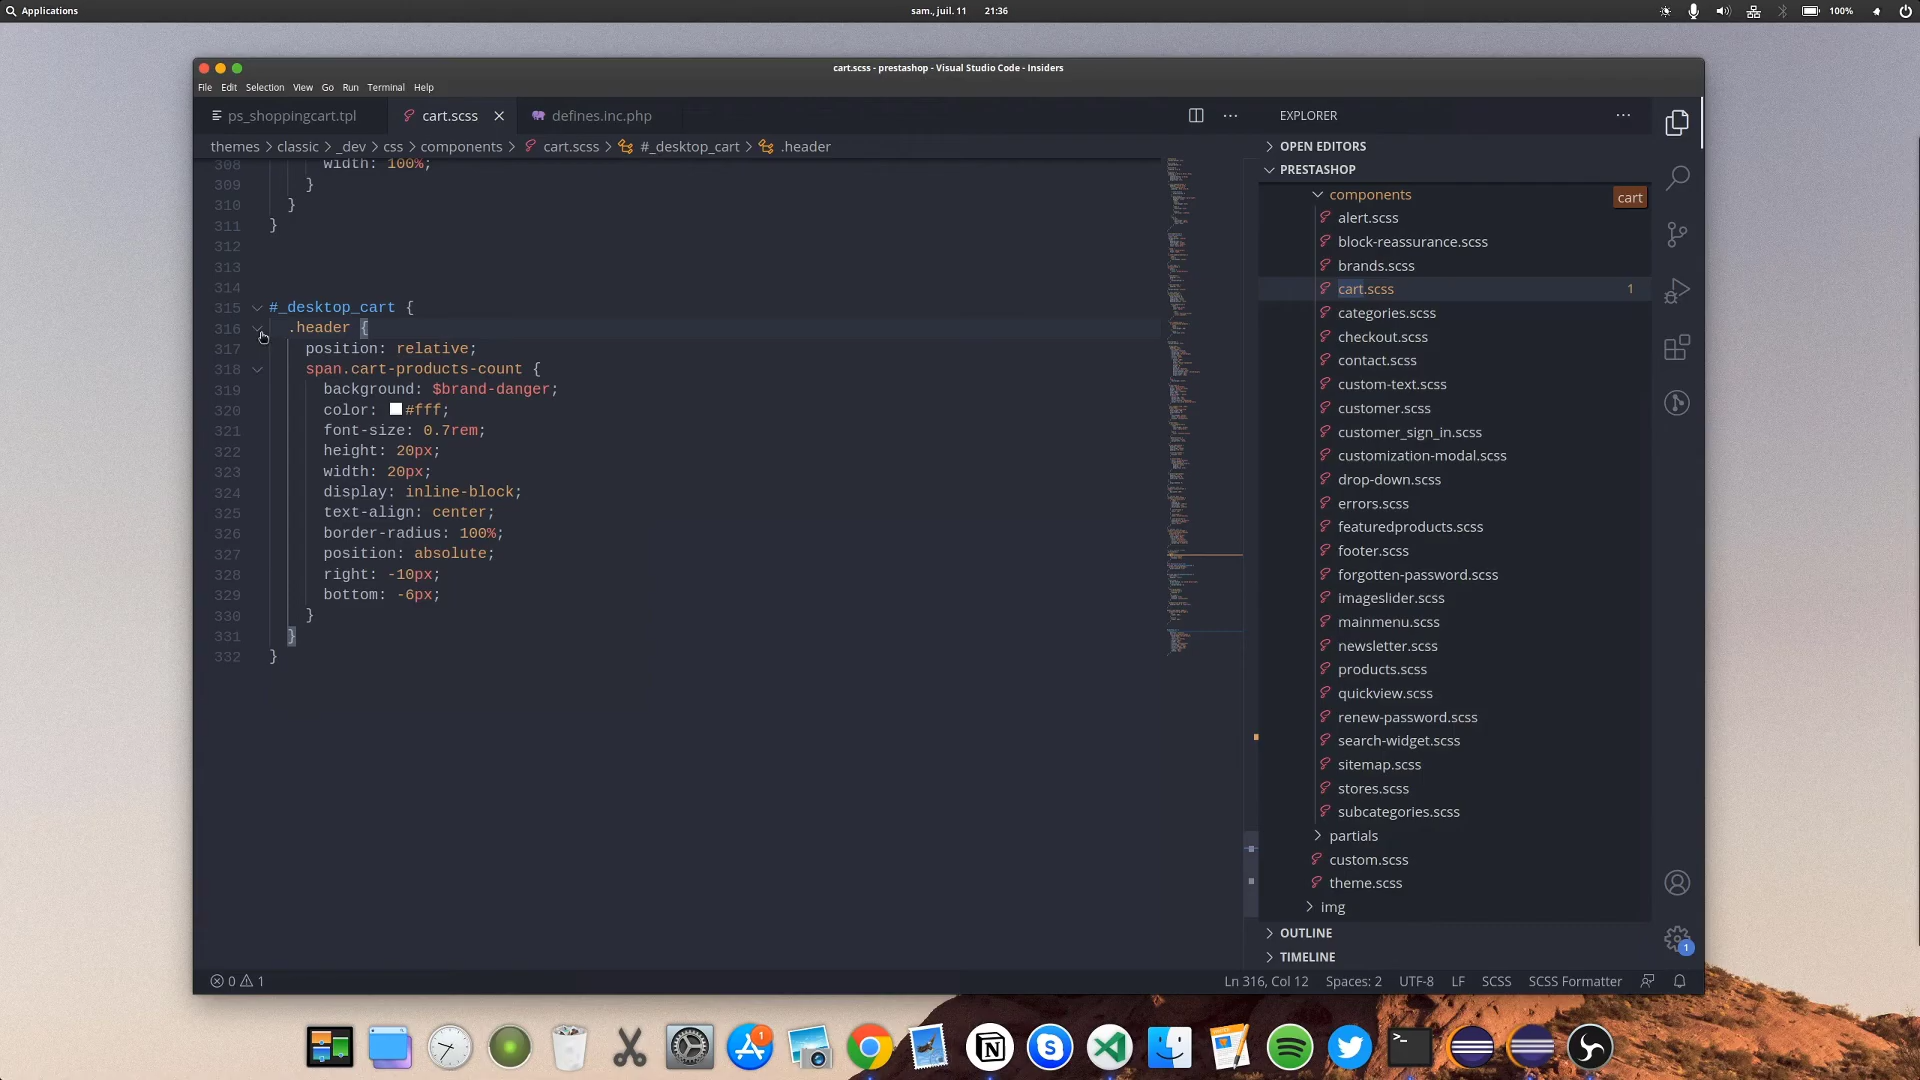 Applications
sam., juil. 11 21:36
100%
cart.scss - prestashop - Visual Studio Code - Insiders
File Edit Selection View Go Run Terminal Help
ps_shoppingcart.tpl
cart.scss
defines.inc.php
themes > classic > _dev > css > components > cart.scss > #_desktop_cart > .header
308 width: 100%;
309 }
310 }
311 }
312
313
314
315 #_desktop_cart {
316 .header {
317 position: relative;
318 span.cart-products-count {
319 background: $brand-danger;
320 color: #fff;
321 font-size: 0.7rem;
322 height: 20px;
323 width: 20px;
324 display: inline-block;
325 text-align: center;
326 border-radius: 100%;
327 position: absolute;
328 right: -10px;
329 bottom: -6px;
330 }
331 }
332 }
EXPLORER
OPEN EDITORS
PRESTASHOP
components
cart
alert.scss
block-reassurance.scss
brands.scss
cart.scss 1
categories.scss
checkout.scss
contact.scss
custom-text.scss
customer.scss
customer_sign_in.scss
customization-modal.scss
drop-down.scss
errors.scss
featuredproducts.scss
footer.scss
forgotten-password.scss
imageslider.scss
mainmenu.scss
newsletter.scss
products.scss
quickview.scss
renew-password.scss
search-widget.scss
sitemap.scss
stores.scss
subcategories.scss
partials
custom.scss
theme.scss
img
OUTLINE
TIMELINE
1
0 1
Ln 316, Col 12 Spaces: 2 UTF-8 LF SCSS SCSS Formatter
1